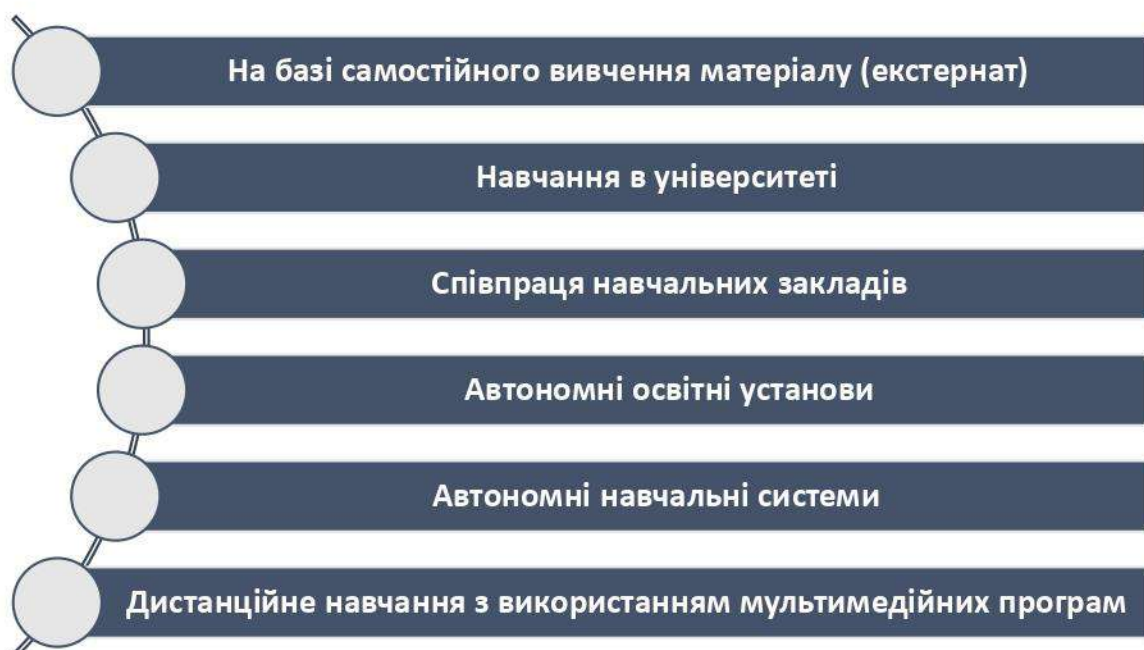 На базі самостійного вивчення матеріалу (екстернат)
Навчання в університеті
Співпраця навчальних закладів
Автономні освітні установи
Автономні навчальні системи
Дистанційне навчання з використанням мультимедійних програм